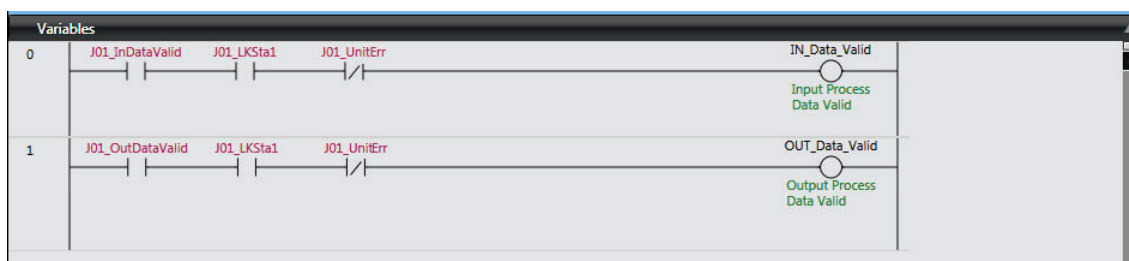 Variables
0
J01_InDataValid J01_LKSta1 J01_UnitErr IN_Data_Valid
Input Process
Data Valid
1
J01_OutDataValid J01_LKSta1 J01_UnitErr OUT_Data_Valid
Output Process
Data Valid